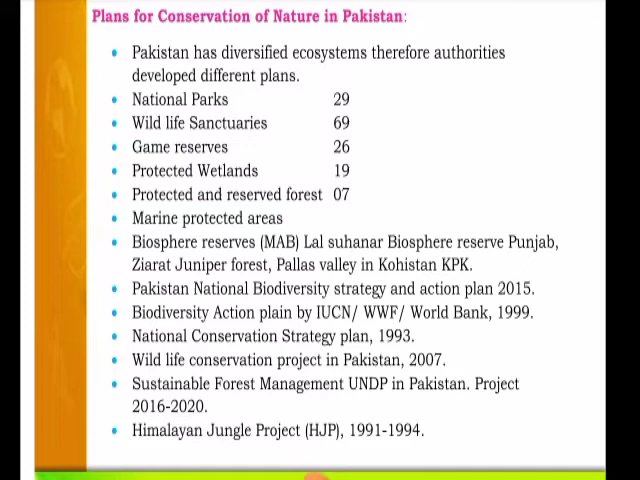 Plans for Conservation of Nature in Pakistan:
• Pakistan has diversified ecosystems therefore authorities
developed different plans.
• National Parks 29
• Wild life Sanctuaries 69
• Game reserves 26
• Protected Wetlands 19
• Protected and reserved forest 07
• Marine protected areas
• Biosphere reserves (MAB) Lal suhanar Biosphere reserve Punjab,
Ziarat Juniper forest, Pallas valley in Kohistan KPK.
• Pakistan National Biodiversity strategy and action plan 2015.
• Biodiversity Action plain by IUCN/ WWF/ World Bank, 1999.
• National Conservation Strategy plan, 1993.
• Wild life conservation project in Pakistan, 2007.
• Sustainable Forest Management UNDP in Pakistan. Project
2016-2020.
• Himalayan Jungle Project (HJP), 1991-1994.